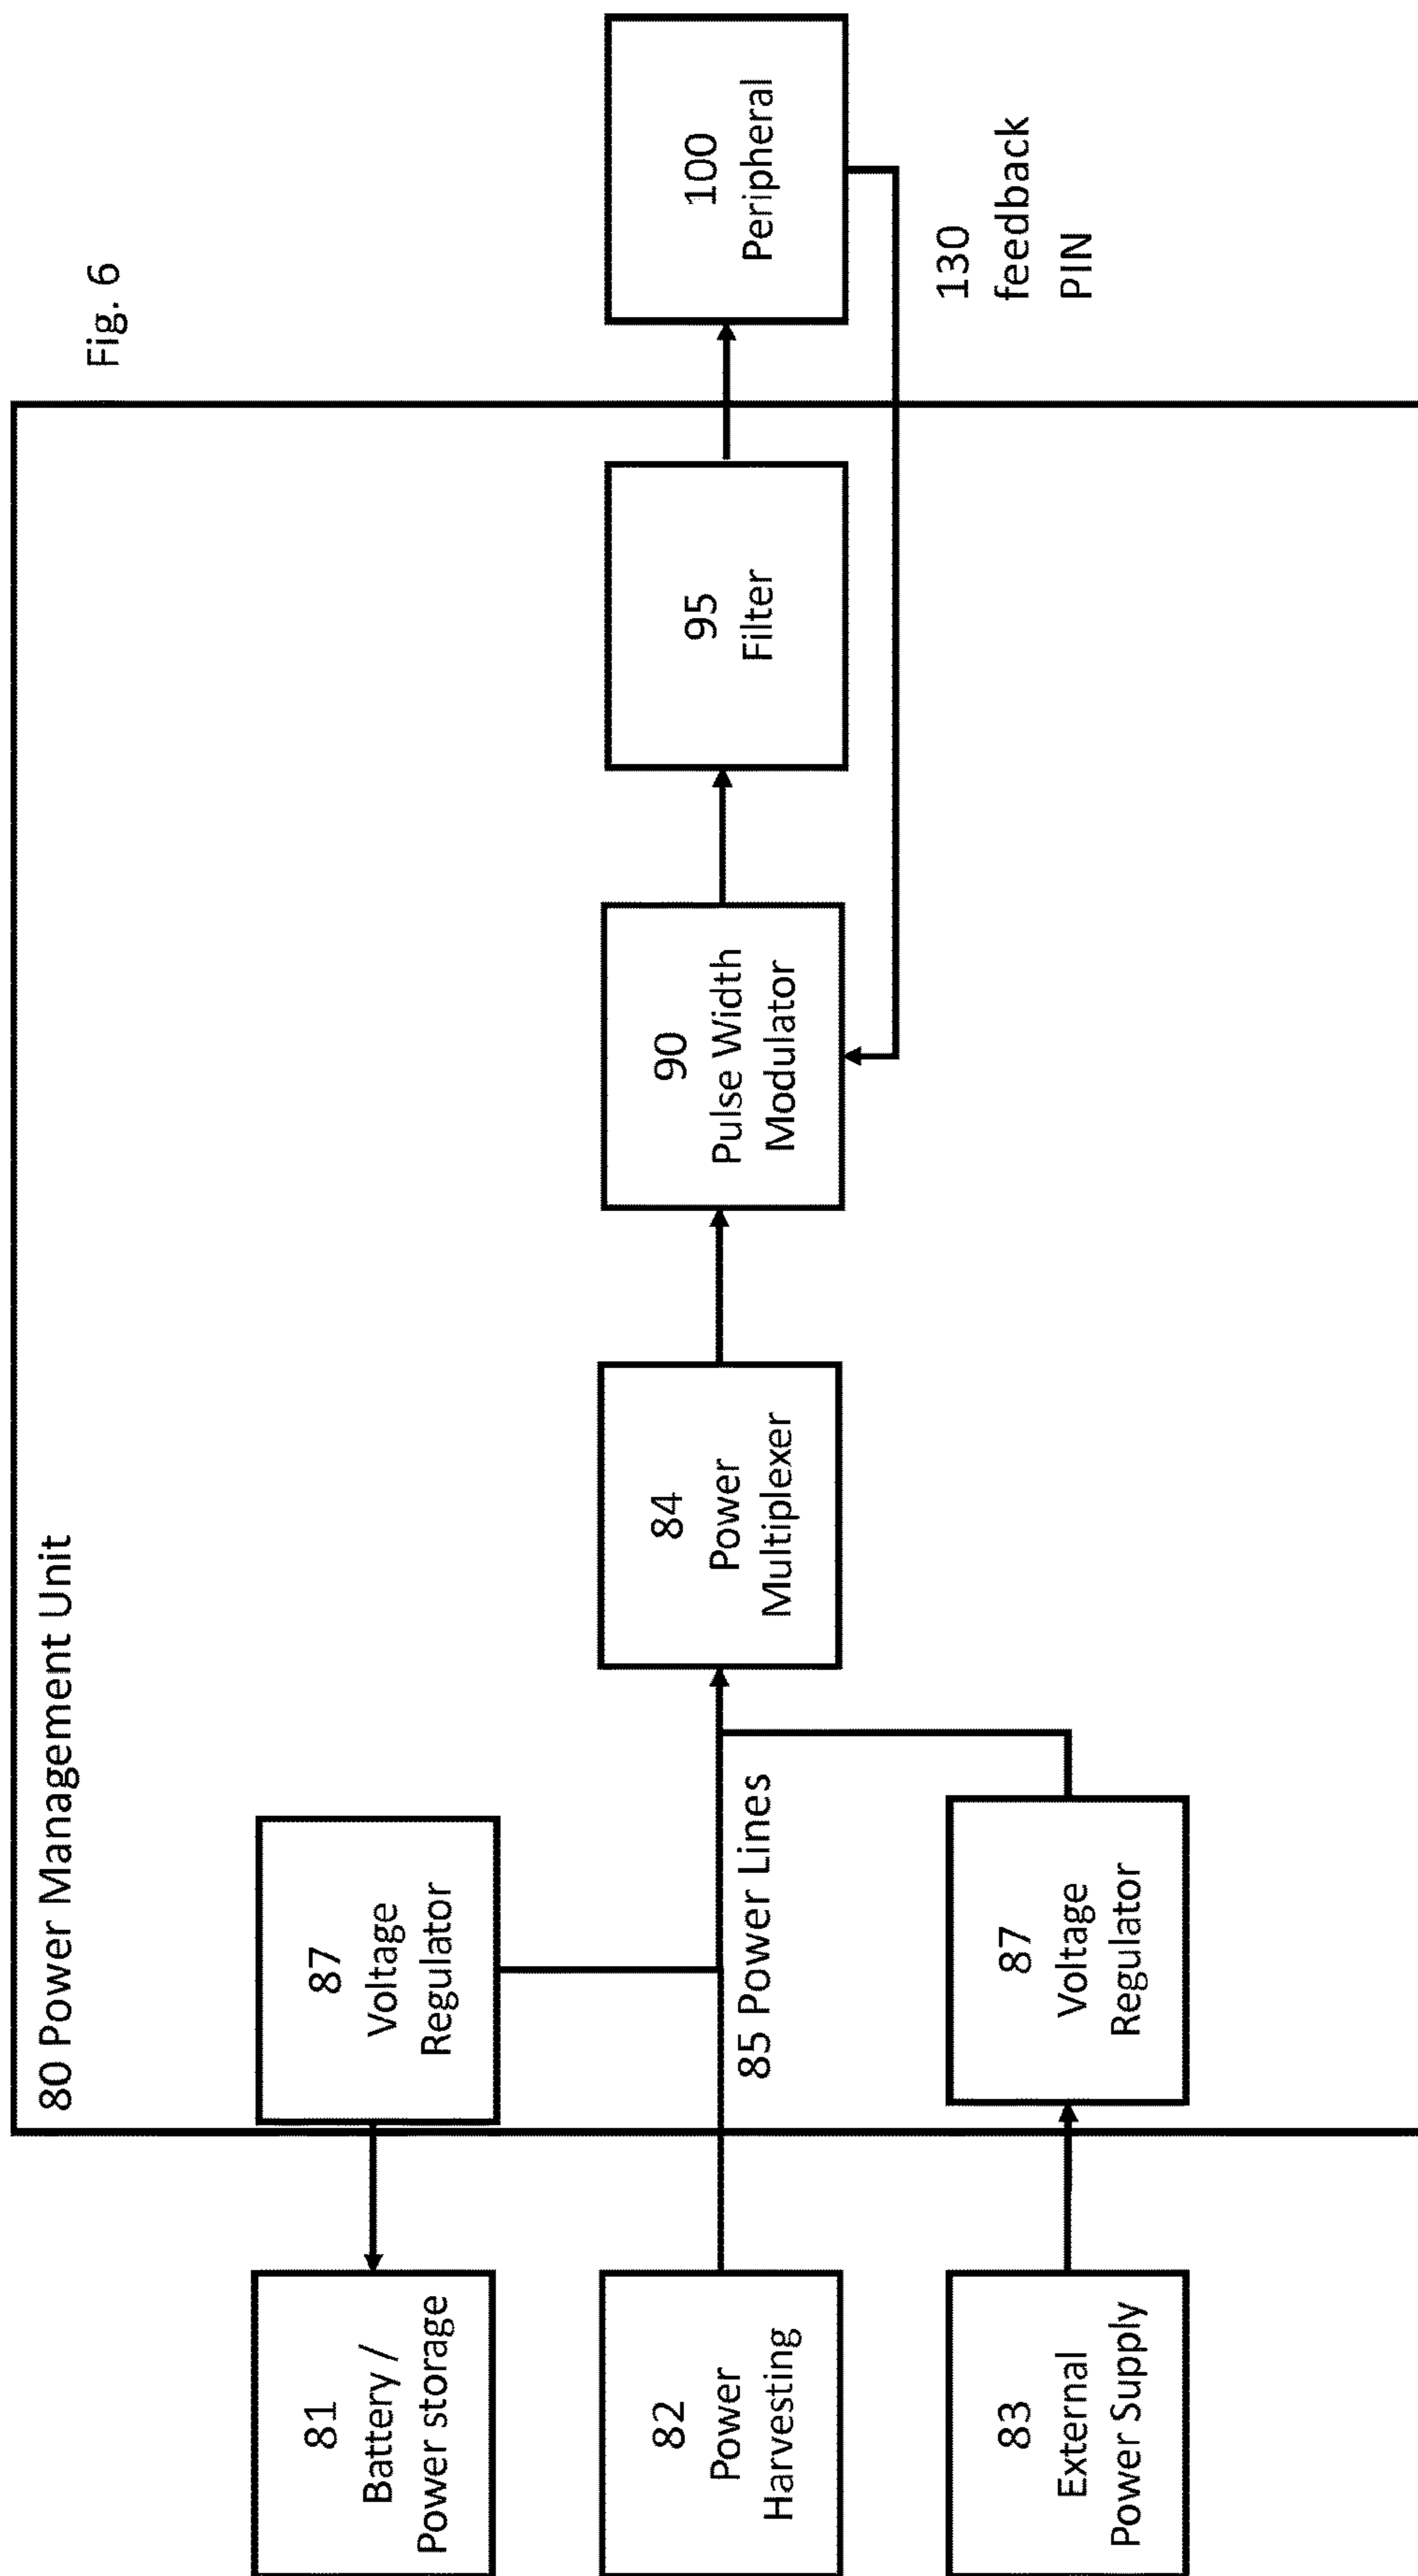 Fig. 6
80 Power Management Unit
81
Battery /
Power storage
87
Voltage
Regulator
82
Power
Harvesting
85 Power Lines
84
Power
Multiplexer
90
Pulse Width
Modulator
95
Filter
100
Peripheral
130
feedback
PIN
83
External
Power Supply
87
Voltage
Regulator